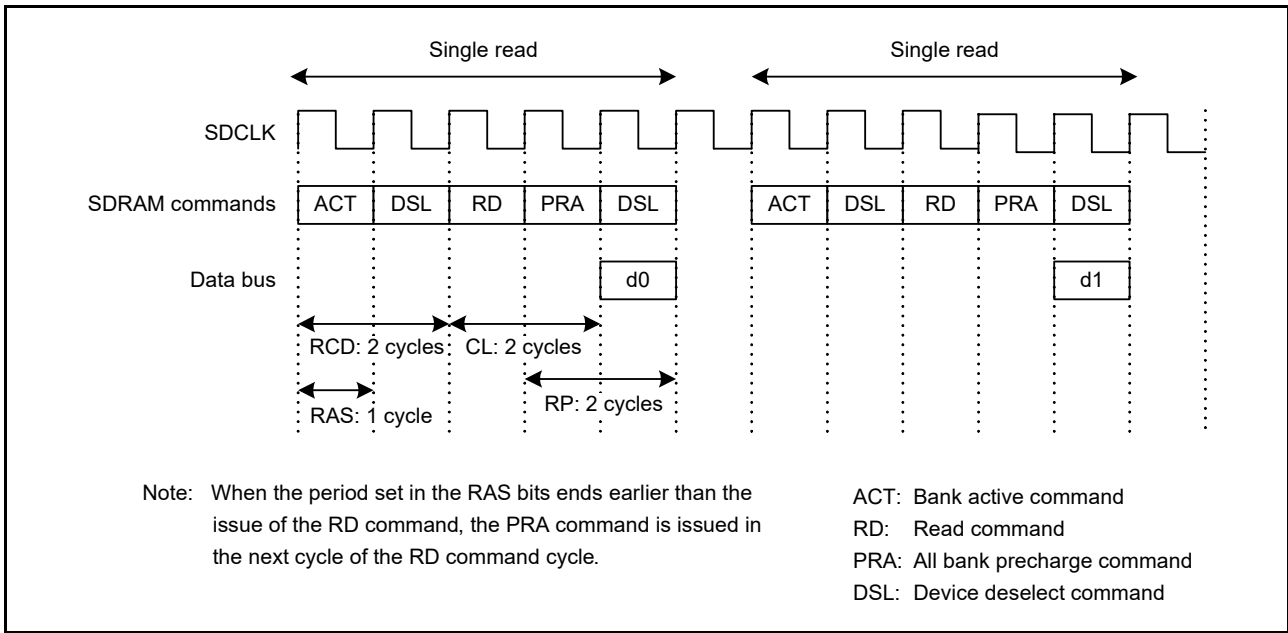 Single read Single read
SDCLK
SDRAM commands ACT DSL RD PRA DSL ACT DSL RD PRA DSL
Data bus d0 d1
RCD: 2 cycles CL: 2 cycles
RP: 2 cycles
RAS: 1 cycle
Note: When the period set in the RAS bits ends earlier than the
issue of the RD command, the PRA command is issued in
the next cycle of the RD command cycle.
ACT: Bank active command
RD: Read command
PRA: All bank precharge command
DSL: Device deselect command